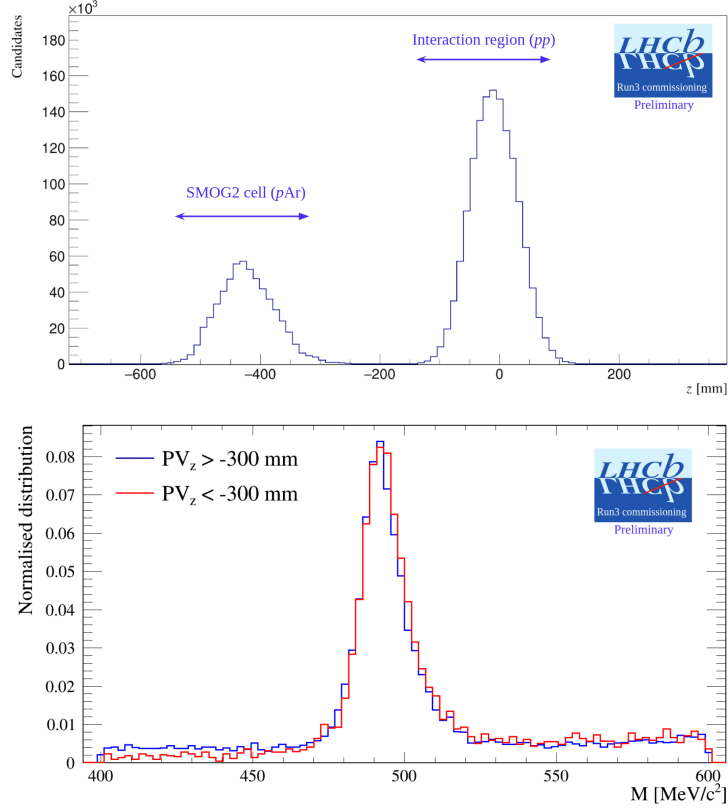 ×10³
Candidates
180
160
140
120
100
80
60
40
20
0
−600
−400
−200
0
200
z [mm]
Interaction region (pp)
SMOG2 cell (pAr)
LHCb
LHCb
Run3 commissioning
Preliminary
Normalised distribution
0.08
0.07
0.06
0.05
0.04
0.03
0.02
0.01
0
400
450
500
550
600
M [MeV/c²]
PVz > -300 mm
PVz < -300 mm
LHCb
LHCb
Run3 commissioning
Preliminary